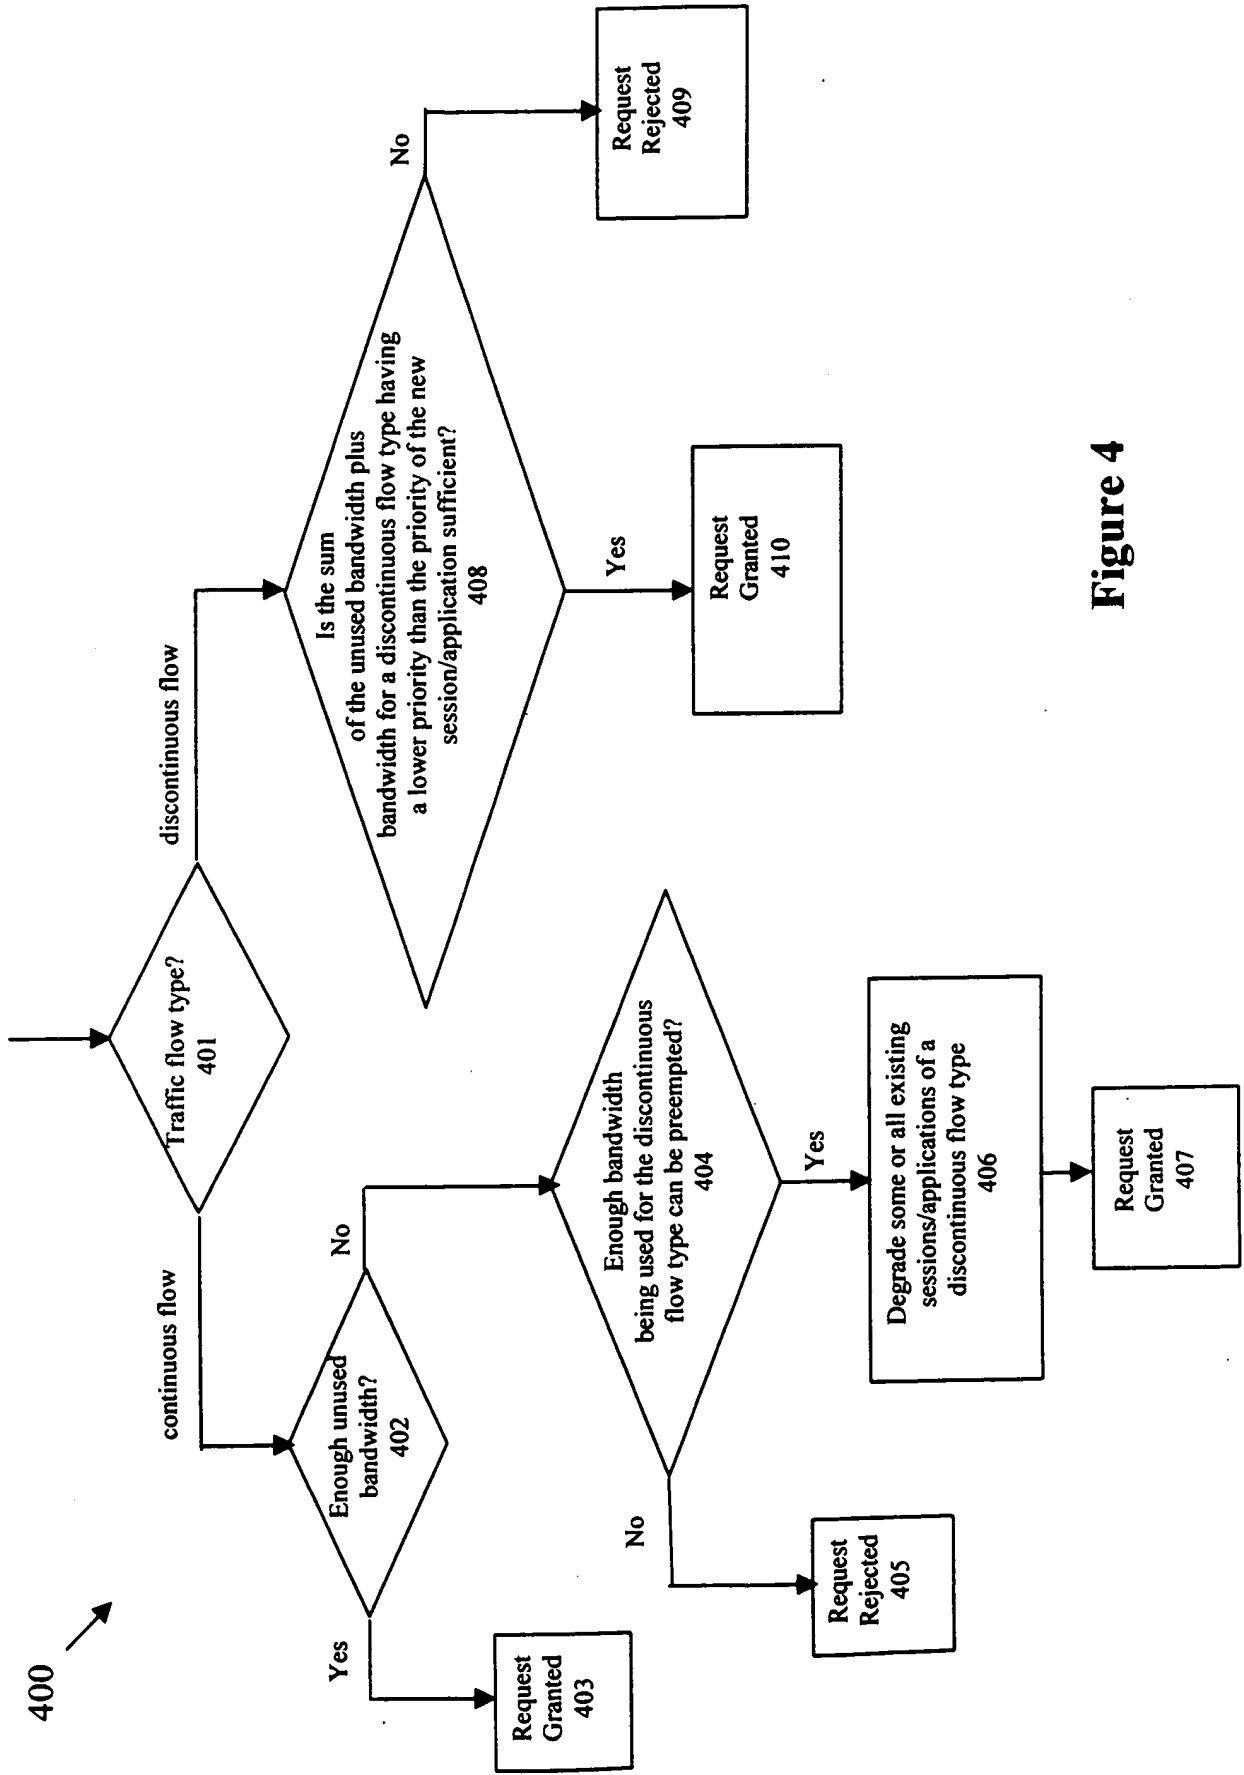 400
Traffic flow type?
401
continuous flow
discontinuous flow
Enough unused
bandwidth?
402
Yes
No
Request
Granted
403
Enough bandwidth
being used for the discontinuous
flow type can be preempted?
404
No
Yes
Request
Rejected
405
Degrade some or all existing
sessions/applications of a
discontinuous flow type
406
Request
Granted
407
Is the sum
of the unused bandwidth plus
bandwidth for a discontinuous flow type having
a lower priority than the priority of the new
session/application sufficient?
408
No
Yes
Request
Rejected
409
Request
Granted
410
Figure 4